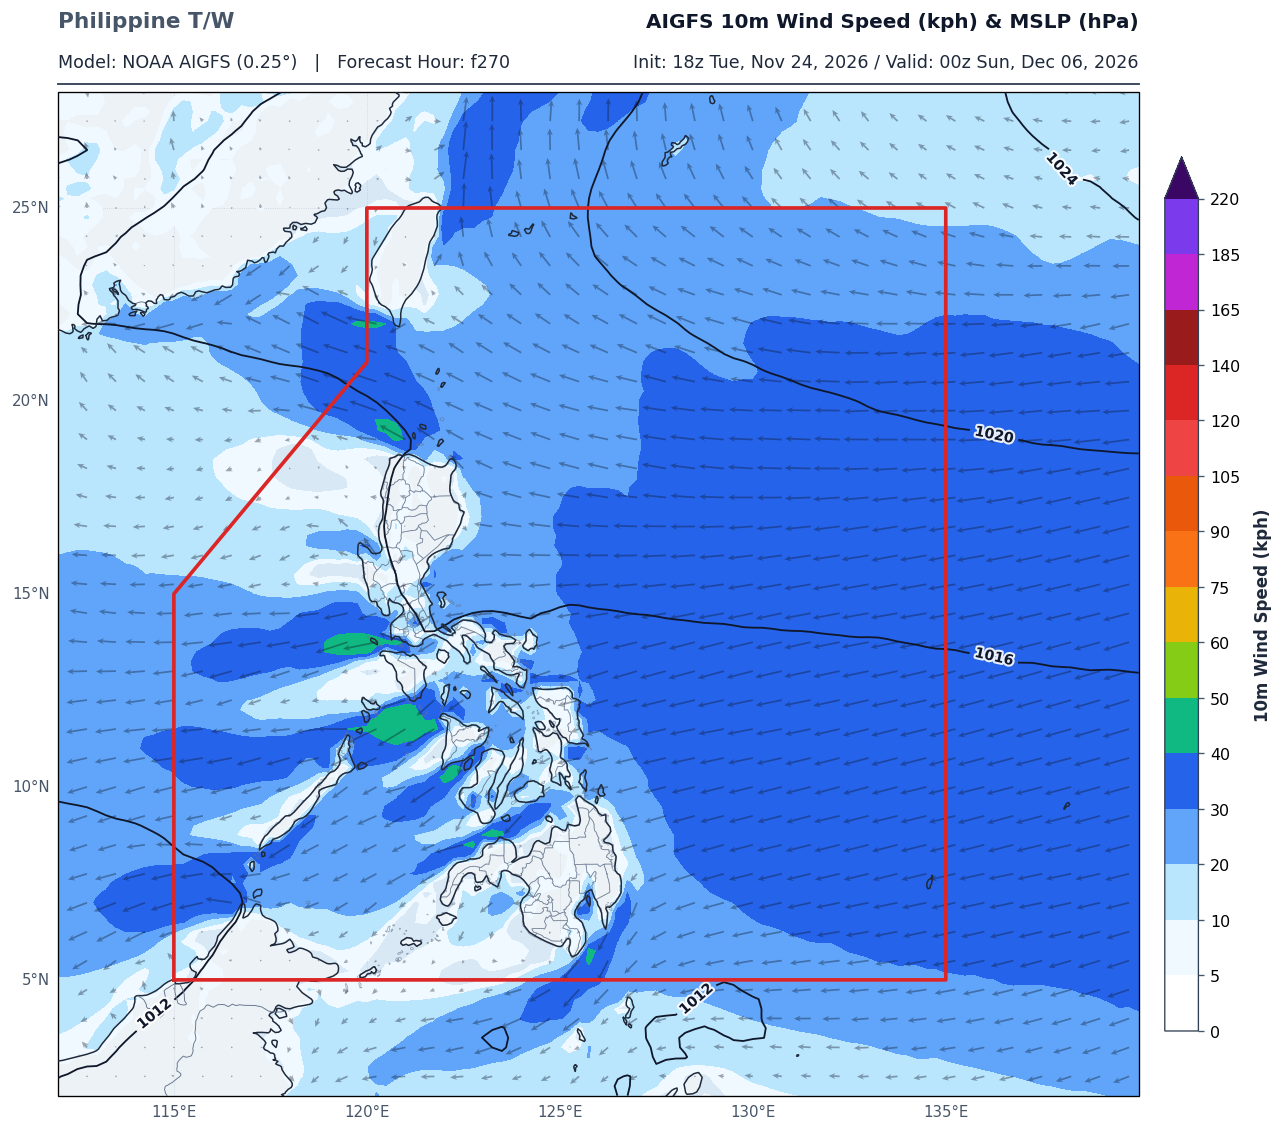 Philippine T/W
AIGFS 10m Wind Speed (kph) & MSLP (hPa)
Model: NOAA AIGFS (0.25°)   |   Forecast Hour: f270
Init: 18z Tue, Nov 24, 2026 / Valid: 00z Sun, Dec 06, 2026
1024
1020
1016
1012
1012
25°N
20°N
15°N
10°N
5°N
115°E
120°E
125°E
130°E
135°E
220
185
165
140
120
105
90
75
60
50
40
30
20
10
5
0
10m Wind Speed (kph)